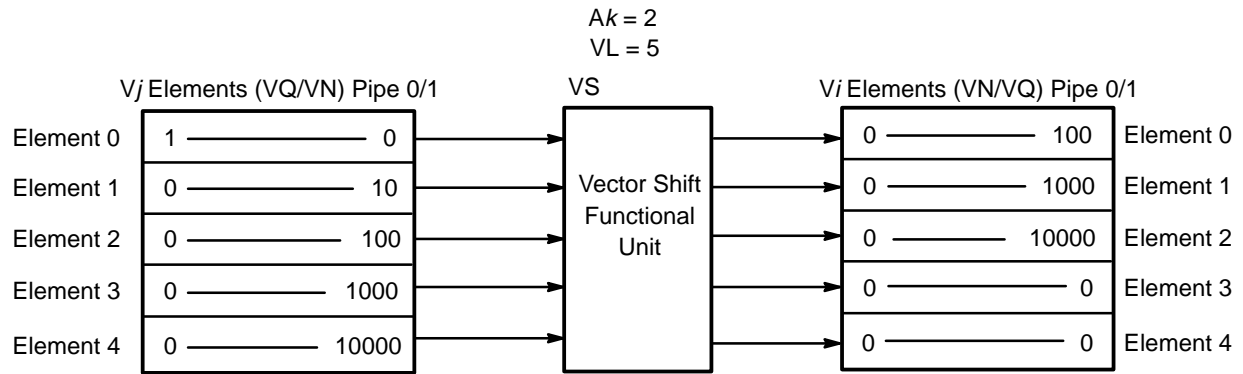 Ak = 2
VL = 5
Vj Elements (VQ/VN) Pipe 0/1
VS
Vi Elements (VN/VQ) Pipe 0/1
Element 0 1 0 0 100 Element 0
Element 1 0 10 0 1000 Element 1
Element 2 0 100 0 10000 Element 2
Element 3 0 1000 0 0 Element 3
Element 4 0 10000 0 0 Element 4
Vector Shift
Functional
Unit